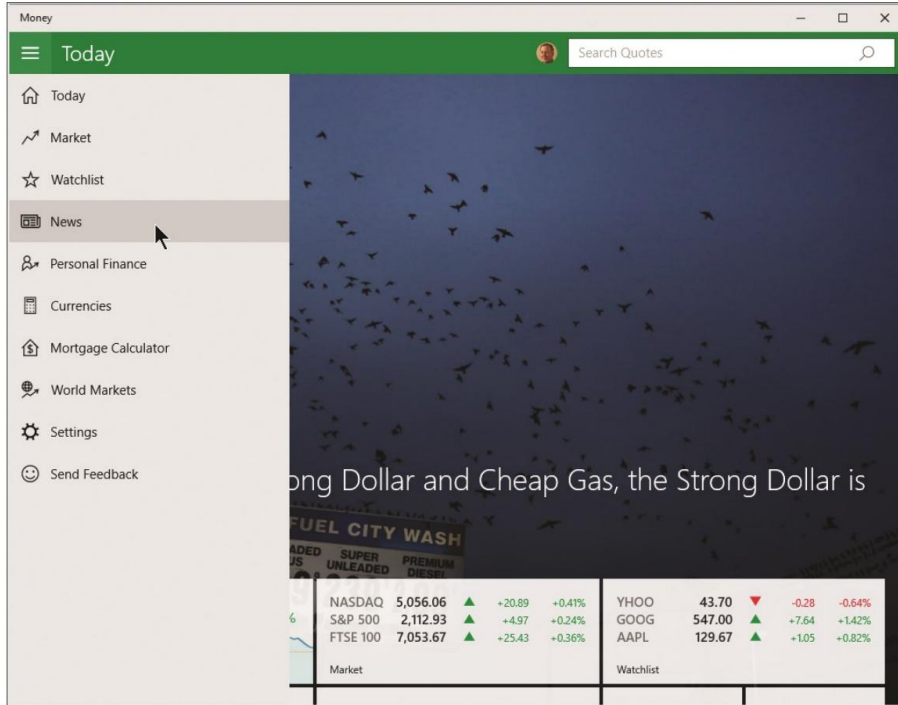 Money
Today
Search Quotes
Today
Market
Watchlist
News
Personal Finance
Currencies
Mortgage Calculator
World Markets
Settings
Send Feedback
ong Dollar and Cheap Gas, the Strong Dollar is
FUEL CITY WASH
ADED SUPER PREMIUM
US UNLEADED DIESEL
%
NASDAQ 5,056.06 ▲ +20.89 +0.41%
S&P 500 2,112.93 ▲ +4.97 +0.24%
FTSE 100 7,053.67 ▲ +25.43 +0.36%
Market
YHOO 43.70 ▼ -0.28 -0.64%
GOOG 547.00 ▲ +7.64 +1.42%
AAPL 129.67 ▲ +1.05 +0.82%
Watchlist